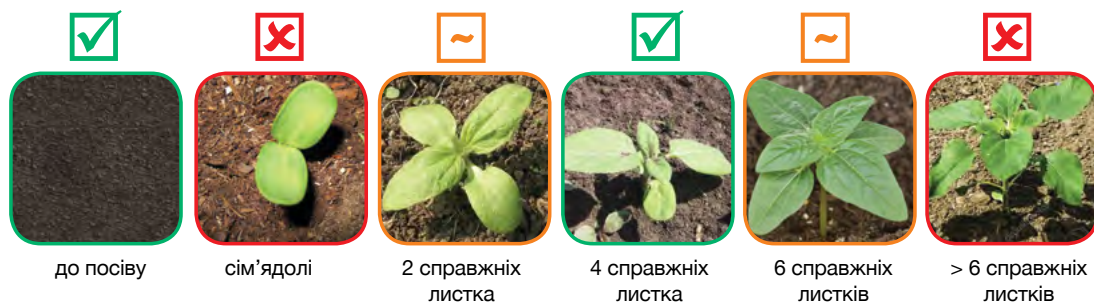 до посіву
сім’ядолі
2 справжніх
листка
4 справжніх
листка
6 справжніх
листків
> 6 справжніх
листків